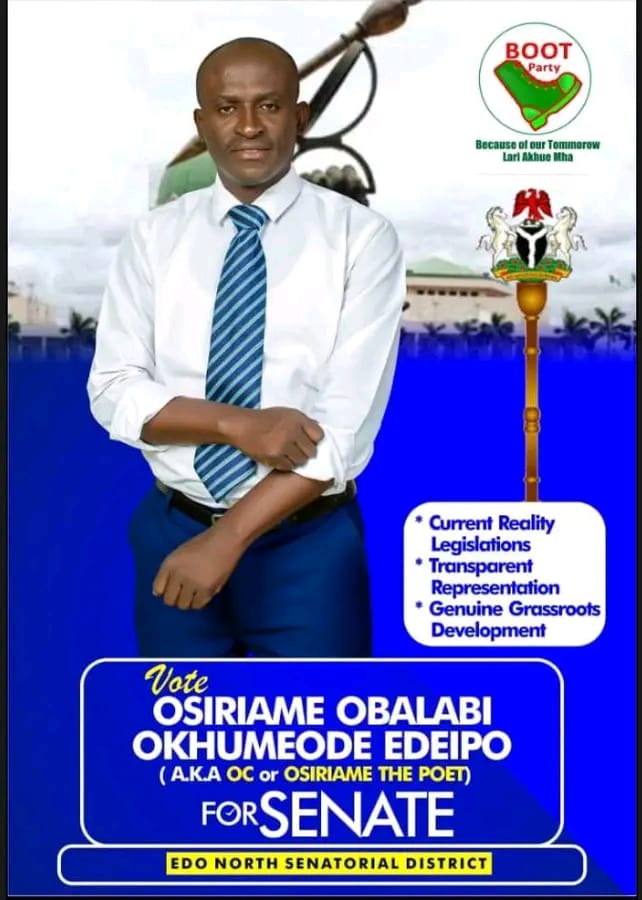 BOOT
Party
Because of our Tommorow
Lari Akhue Mha
* Current Reality
Legislations
* Transparent
Representation
* Genuine Grassroots
Development
Vote
OSIRIAME OBALABI
OKHUMEODE EDEIPO
( A.K.A OC or OSIRIAME THE POET)
FOR SENATE
EDO NORTH SENATORIAL DISTRICT